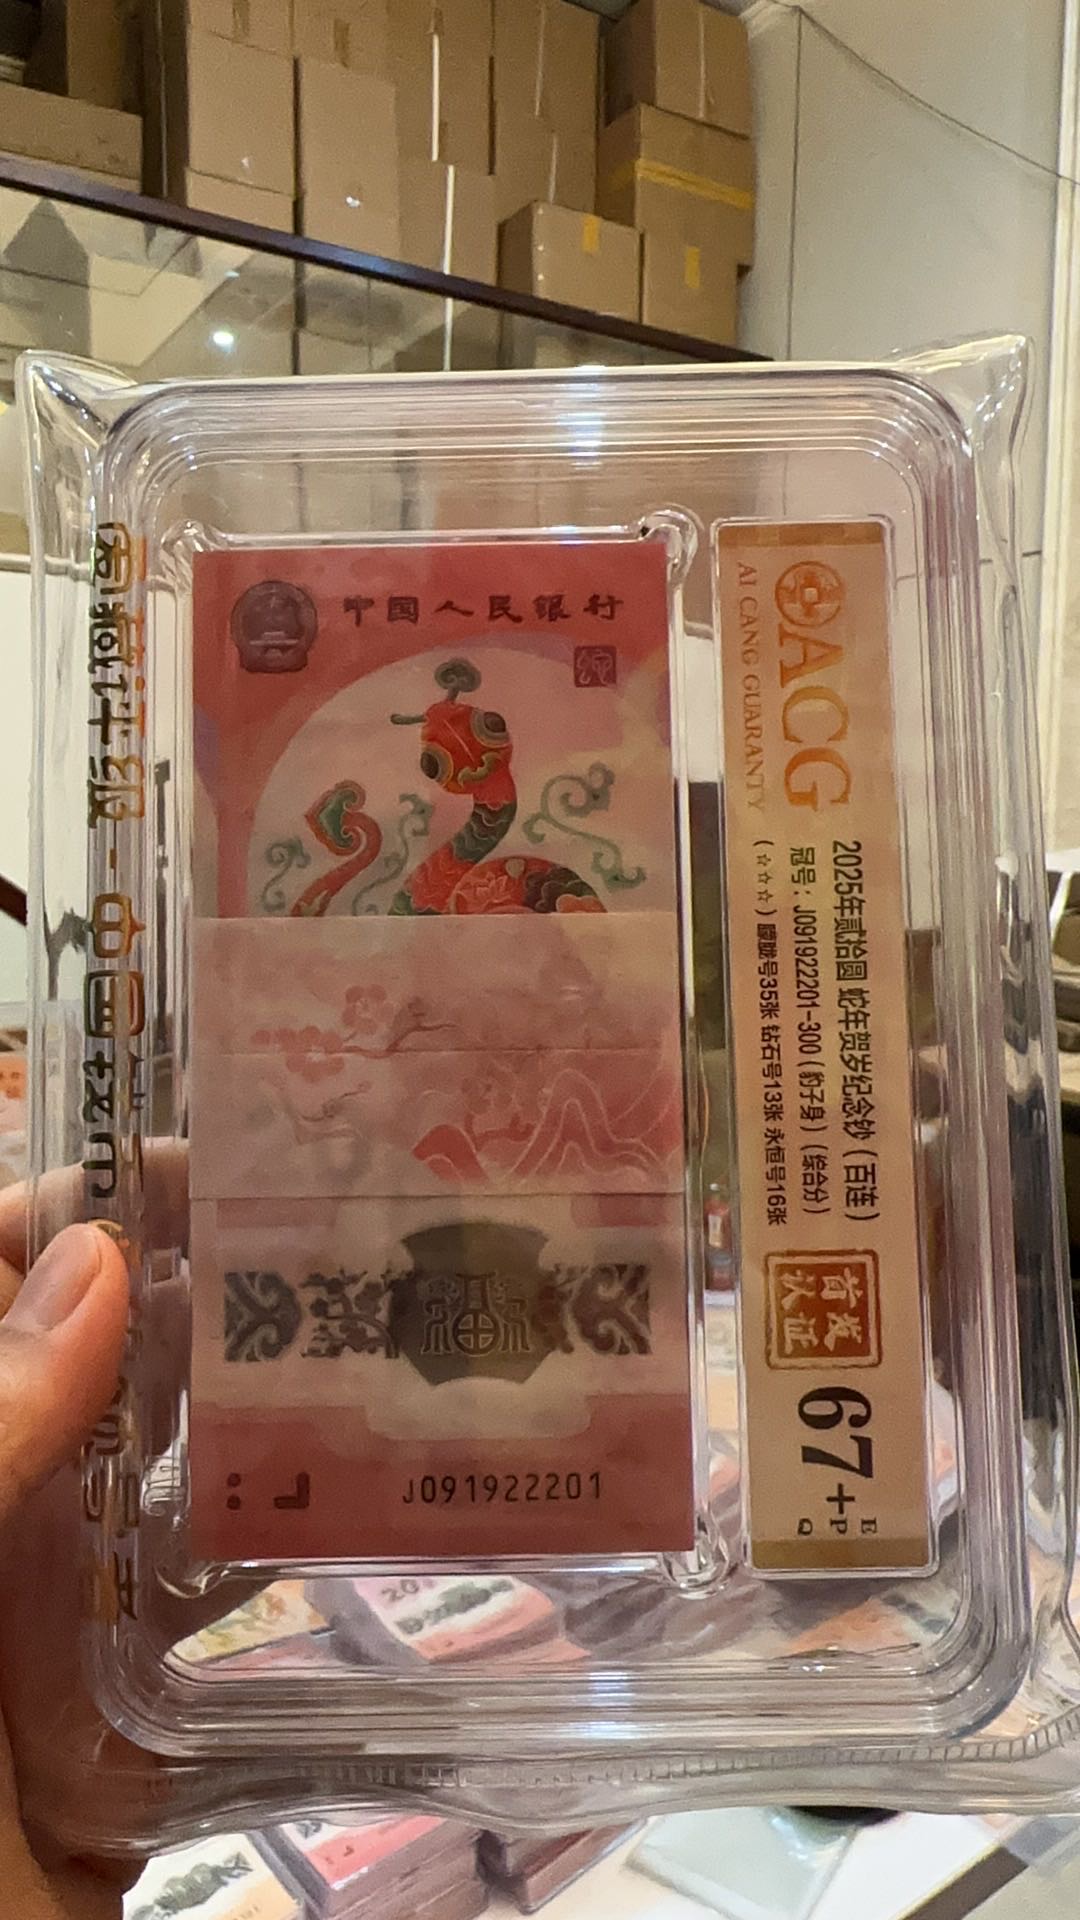 中国人民银行
J091922201
ACG
AI CANG GUARANTY
2025年贰拾圆 蛇年贺岁纪念钞（百连）
冠号：J091922201-300（豹子身）（综合分）
（☆☆☆）朦胧号35张 钻石号13张 永恒号16张
首发
认证
67+
E
P
Q
20